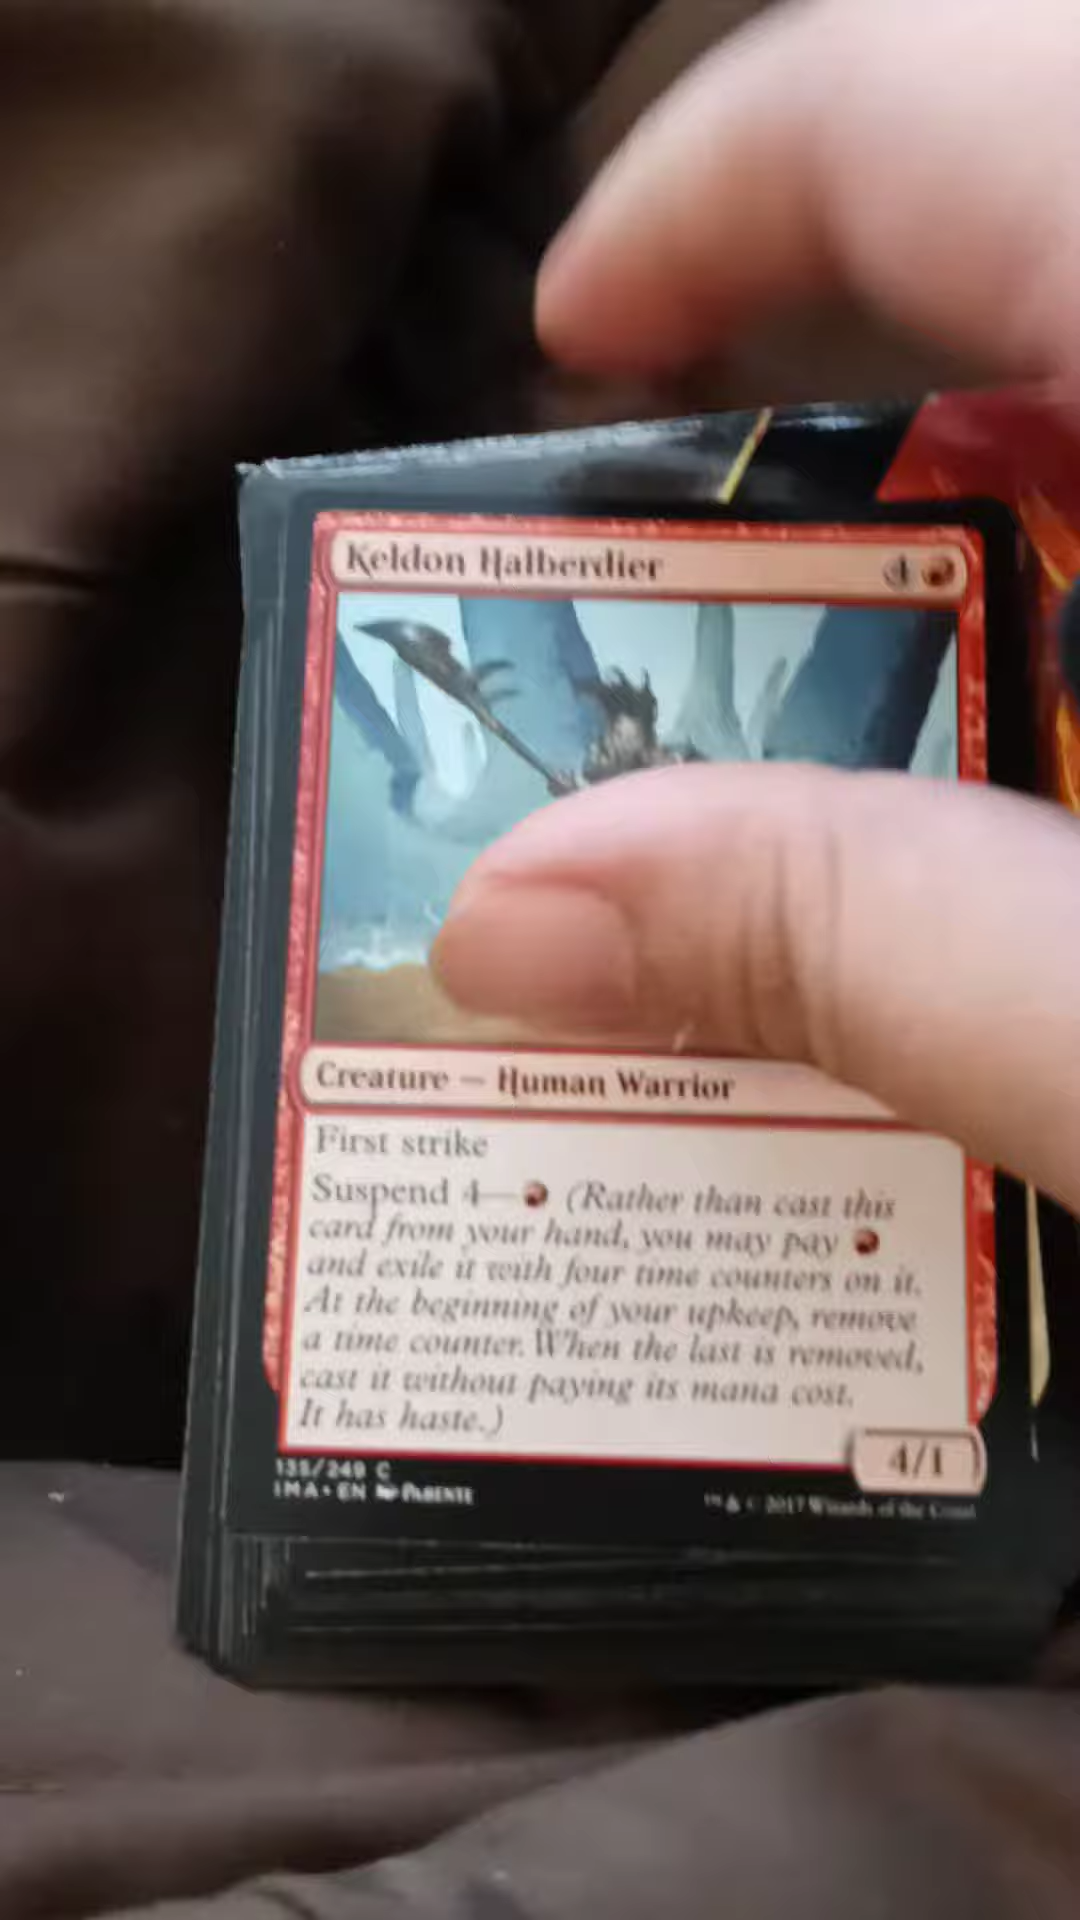 Keldon Halberdier 4
Creature — Human Warrior
First strike
Suspend 4— (Rather than cast this
card from your hand, you may pay
and exile it with four time counters on it.
At the beginning of your upkeep, remove
a time counter. When the last is removed,
cast it without paying its mana cost.
It has haste.)
4/1
135/249 C
IMA • EN PARENTE
™ & © 2017 Wizards of the Coast